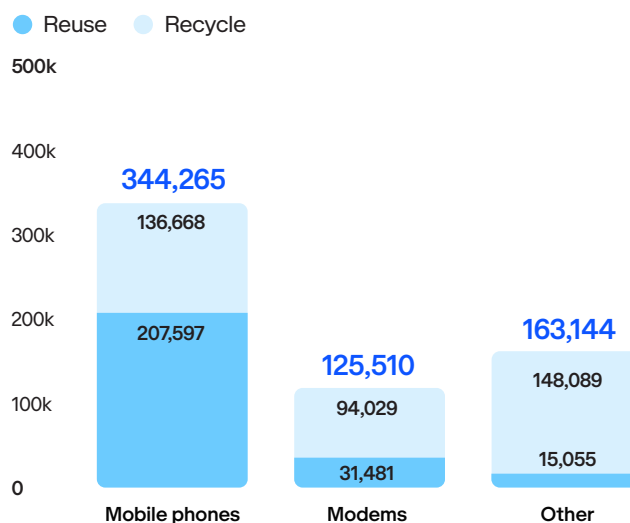 Reuse Recycle
500k
400k
344,265
136,668
300k
200k
207,597
163,144
125,510
148,089
94,029
100k
15,055
31,481
0
Mobile phones Modems Other